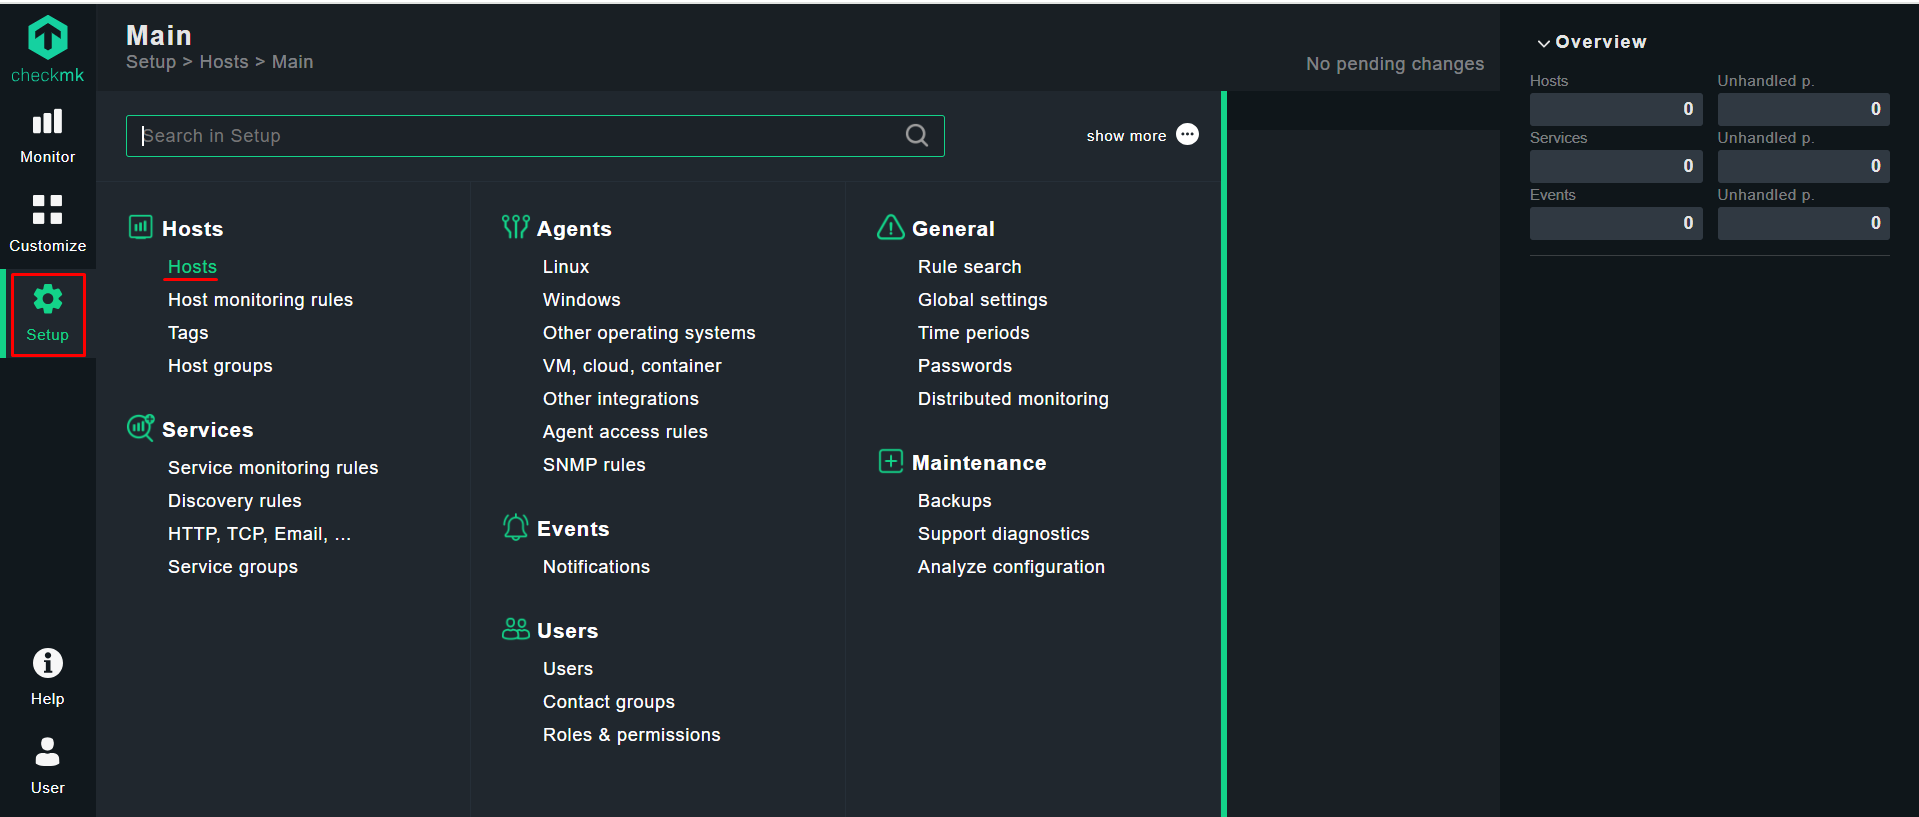 checkmk
Monitor
Customize
Setup
Help
User
Main
Setup > Hosts > Main
No pending changes
Search in Setup
show more
Hosts
Hosts
Host monitoring rules
Tags
Host groups
Services
Service monitoring rules
Discovery rules
HTTP, TCP, Email, ...
Service groups
Agents
Linux
Windows
Other operating systems
VM, cloud, container
Other integrations
Agent access rules
SNMP rules
Events
Notifications
Users
Users
Contact groups
Roles & permissions
General
Rule search
Global settings
Time periods
Passwords
Distributed monitoring
Maintenance
Backups
Support diagnostics
Analyze configuration
Overview
Hosts Unhandled p.
0 0
Services Unhandled p.
0 0
Events Unhandled p.
0 0